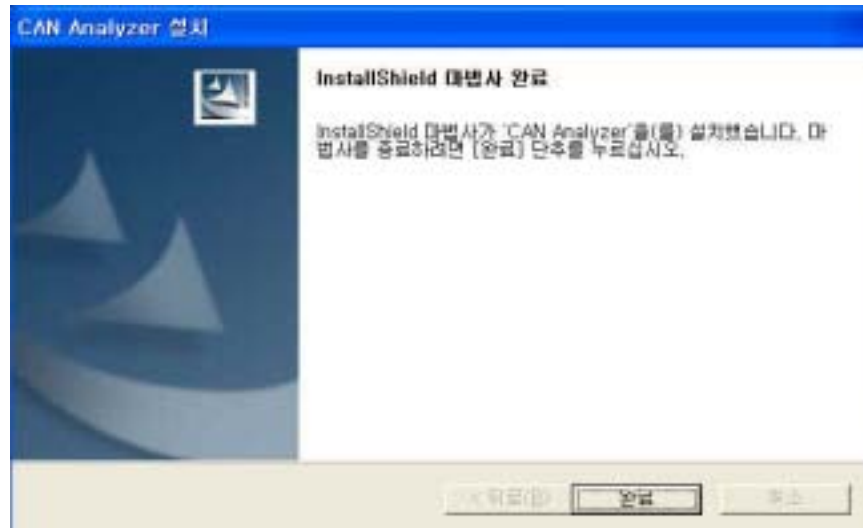 CAN Analyzer 설치
InstallShield 마법사 완료
InstallShield 마법사가 'CAN Analyzer'을(를) 설치했습니다. 마
법사를 종료하려면 [완료] 단추를 누르십시오.
< 뒤로(B) 완료 취소